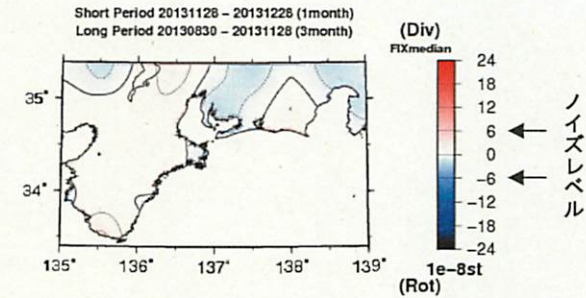 Short Period 20131128 – 20131228 (1month)
Long Period 20130830 – 20131128 (3month)
(Div)
FIXmedian
24
18
12
6
0
−6
−12
−18
−24
1e−8st
(Rot)
ノイズレベル
35°
34°
135° 136° 137° 138° 139°